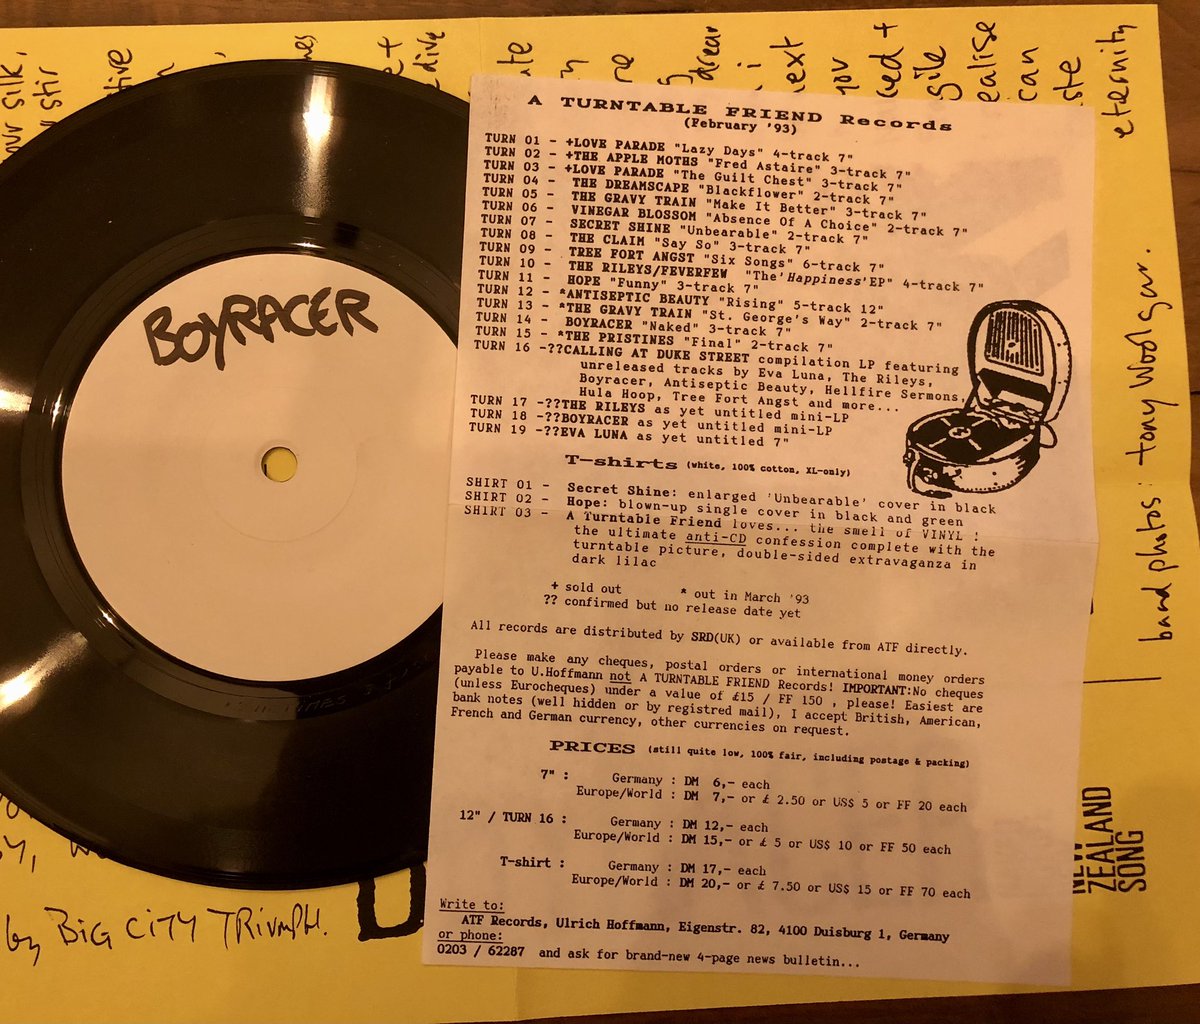 BOYRACER
A TURNTABLE FRIEND Records
(February '93)
TURN 01 - +LOVE PARADE "Lazy Days" 4-track 7"
TURN 02 - +THE APPLE MOTHS "Fred Astaire" 3-track 7"
TURN 03 - +LOVE PARADE "The Guilt Chest" 3-track 7"
TURN 04 - THE DREAMSCAPE "Blackflower" 2-track 7"
TURN 05 - THE GRAVY TRAIN "Make It Better" 3-track 7"
TURN 06 - VINEGAR BLOSSOM "Absence Of A Choice" 2-track 7"
TURN 07 - SECRET SHINE "Unbearable" 2-track 7"
TURN 08 - THE CLAIM "Say So" 3-track 7"
TURN 09 - TREE FORT ANGST "Six Songs" 6-track 7"
TURN 10 - THE RILEYS/FEVERFEW "The'Happiness'EP" 4-track 7"
TURN 11 - HOPE "Funny" 3-track 7"
TURN 12 - *ANTISEPTIC BEAUTY "Rising" 5-track 12"
TURN 13 - *THE GRAVY TRAIN "St. George's Way" 2-track 7"
TURN 14 - BOYRACER "Naked" 3-track 7"
TURN 15 - *THE PRISTINES "Final" 2-track 7"
TURN 16 -??CALLING AT DUKE STREET compilation LP featuring
unreleased tracks by Eva Luna, The Rileys,
Boyracer, Antiseptic Beauty, Hellfire Sermons,
Hula Hoop, Tree Fort Angst and more...
TURN 17 -??THE RILEYS as yet untitled mini-LP
TURN 18 -??BOYRACER as yet untitled mini-LP
TURN 19 -??EVA LUNA as yet untitled 7"
T-shirts (white, 100% cotton, XL-only)
SHIRT 01 - Secret Shine: enlarged 'Unbearable' cover in black
SHIRT 02 - Hope: blown-up single cover in black and green
SHIRT 03 - A Turntable Friend loves... the smell of VINYL !
the ultimate anti-CD confession complete with the
turntable picture, double-sided extravaganza in
dark lilac
+ sold out * out in March '93
?? confirmed but no release date yet
All records are distributed by SRD(UK) or available from ATF directly.
Please make any cheques, postal orders or international money orders
payable to U.Hoffmann not A TURNTABLE FRIEND Records! IMPORTANT:No cheques
(unless Eurocheques) under a value of £15 / FF 150 , please! Easiest are
bank notes (well hidden or by registred mail), I accept British, American,
French and German currency, other currencies on request.
PRICES (still quite low, 100% fair, including postage & packing)
7" : Germany : DM 6,- each
Europe/World : DM 7,- or £ 2.50 or US$ 5 or FF 20 each
12" / TURN 16 : Germany : DM 12,- each
Europe/World : DM 15,- or £ 5 or US$ 10 or FF 50 each
T-shirt : Germany : DM 17,- each
Europe/World : DM 20,- or £ 7.50 or US$ 15 or FF 70 each
Write to:
ATF Records, Ulrich Hoffmann, Eigenstr. 82, 4100 Duisburg 1, Germany
or phone:
0203 / 62287 and ask for brand-new 4-page news bulletin...
by BIG CITY TRIUMPH.
eternity
band photos: tony Woolgar.
NEW
ZEALAND
SONG